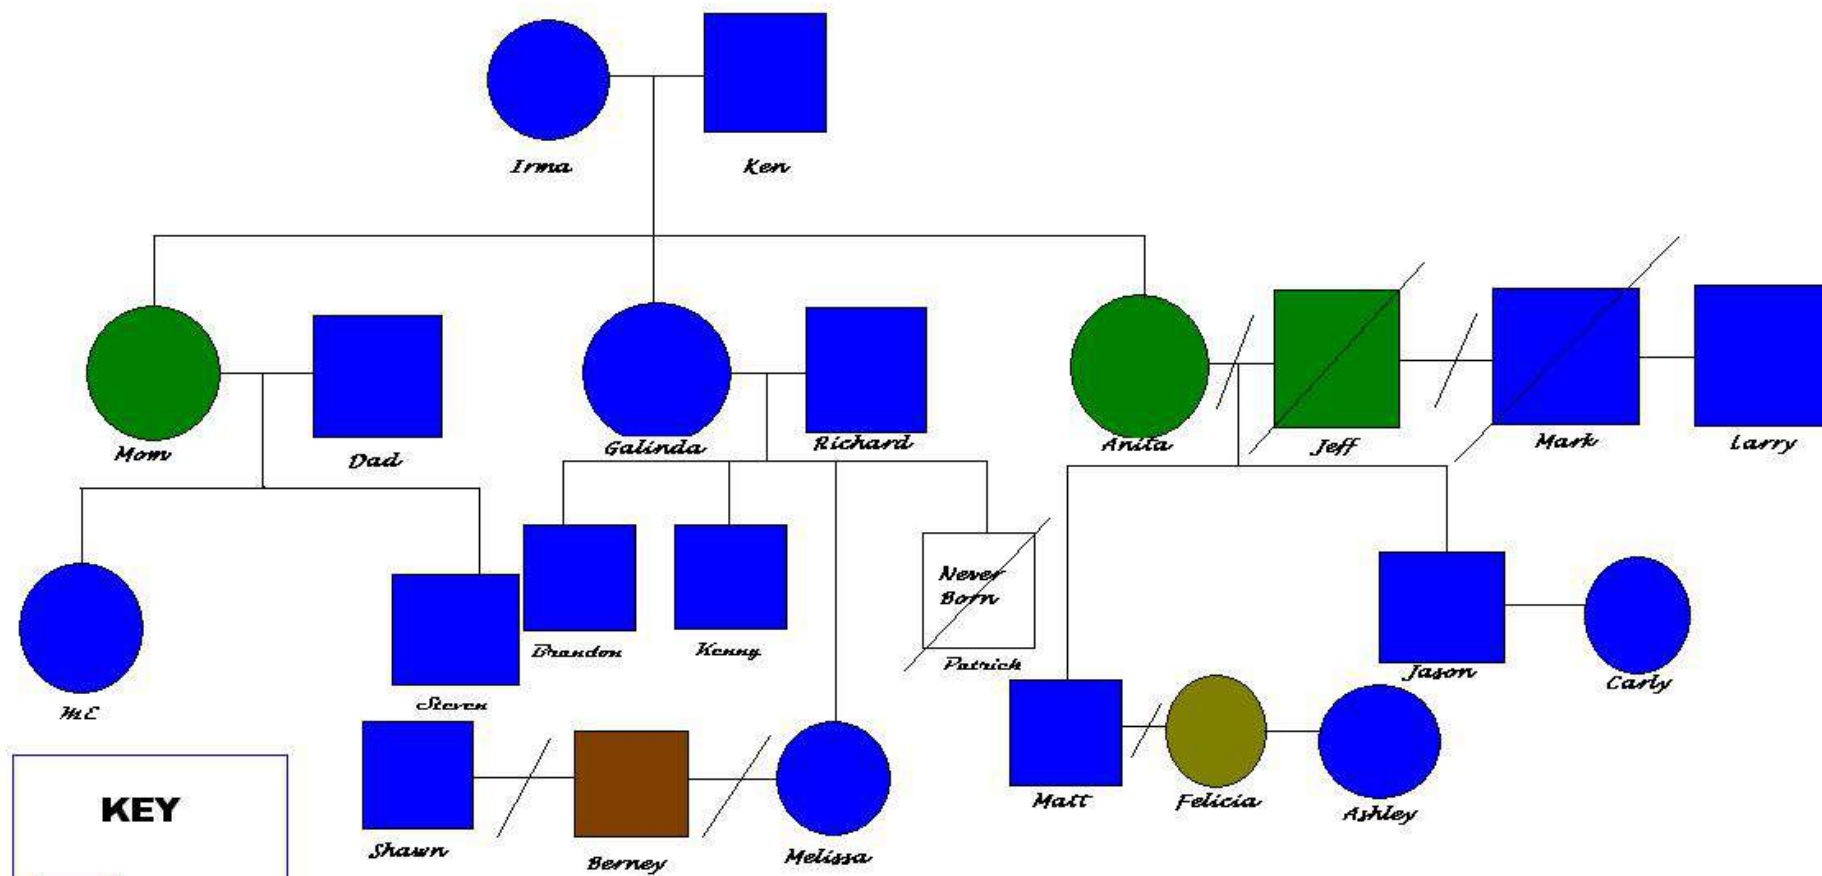 Irma
Ken
Mom
Dad
Galinda
Richard
Anita
Jeff
Mark
Larry
ME
Steven
Brandon
Kenny
Never
Born
Patrick
Jason
Carly
Shawn
Berney
Melissa
Matt
Felicia
Ashley
KEY